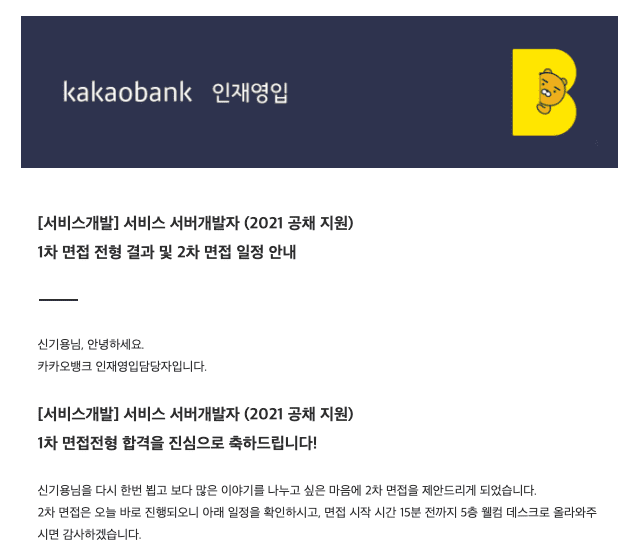 kakaobank 인재영입
[서비스개발] 서비스 서버개발자 (2021 공채 지원)
1차 면접 전형 결과 및 2차 면접 일정 안내
신기용님, 안녕하세요.
카카오뱅크 인재영입담당자입니다.
[서비스개발] 서비스 서버개발자 (2021 공채 지원)
1차 면접전형 합격을 진심으로 축하드립니다!
신기용님을 다시 한번 뵙고 보다 많은 이야기를 나누고 싶은 마음에 2차 면접을 제안드리게 되었습니다.
2차 면접은 오늘 바로 진행되오니 아래 일정을 확인하시고, 면접 시작 시간 15분 전까지 5층 웰컴 데스크로 올라와주
시면 감사하겠습니다.